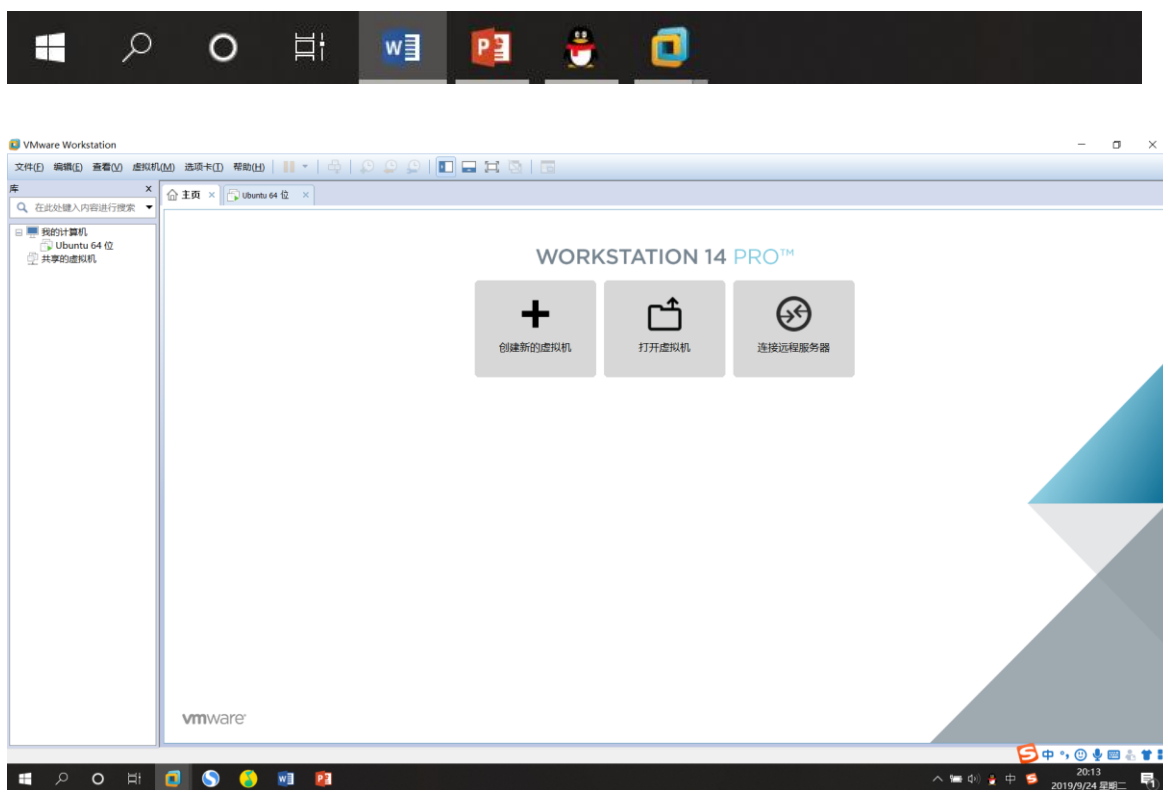 VMware Workstation
文件(F) 编辑(E) 查看(V) 虚拟机(M) 选项卡(T) 帮助(H)
库
在此处键入内容进行搜索
我的计算机
Ubuntu 64 位
共享的虚拟机
主页 Ubuntu 64 位
WORKSTATION 14 PRO™
创建新的虚拟机 打开虚拟机 连接远程服务器
vmware
中
中
20:13
2019/9/24 星期二